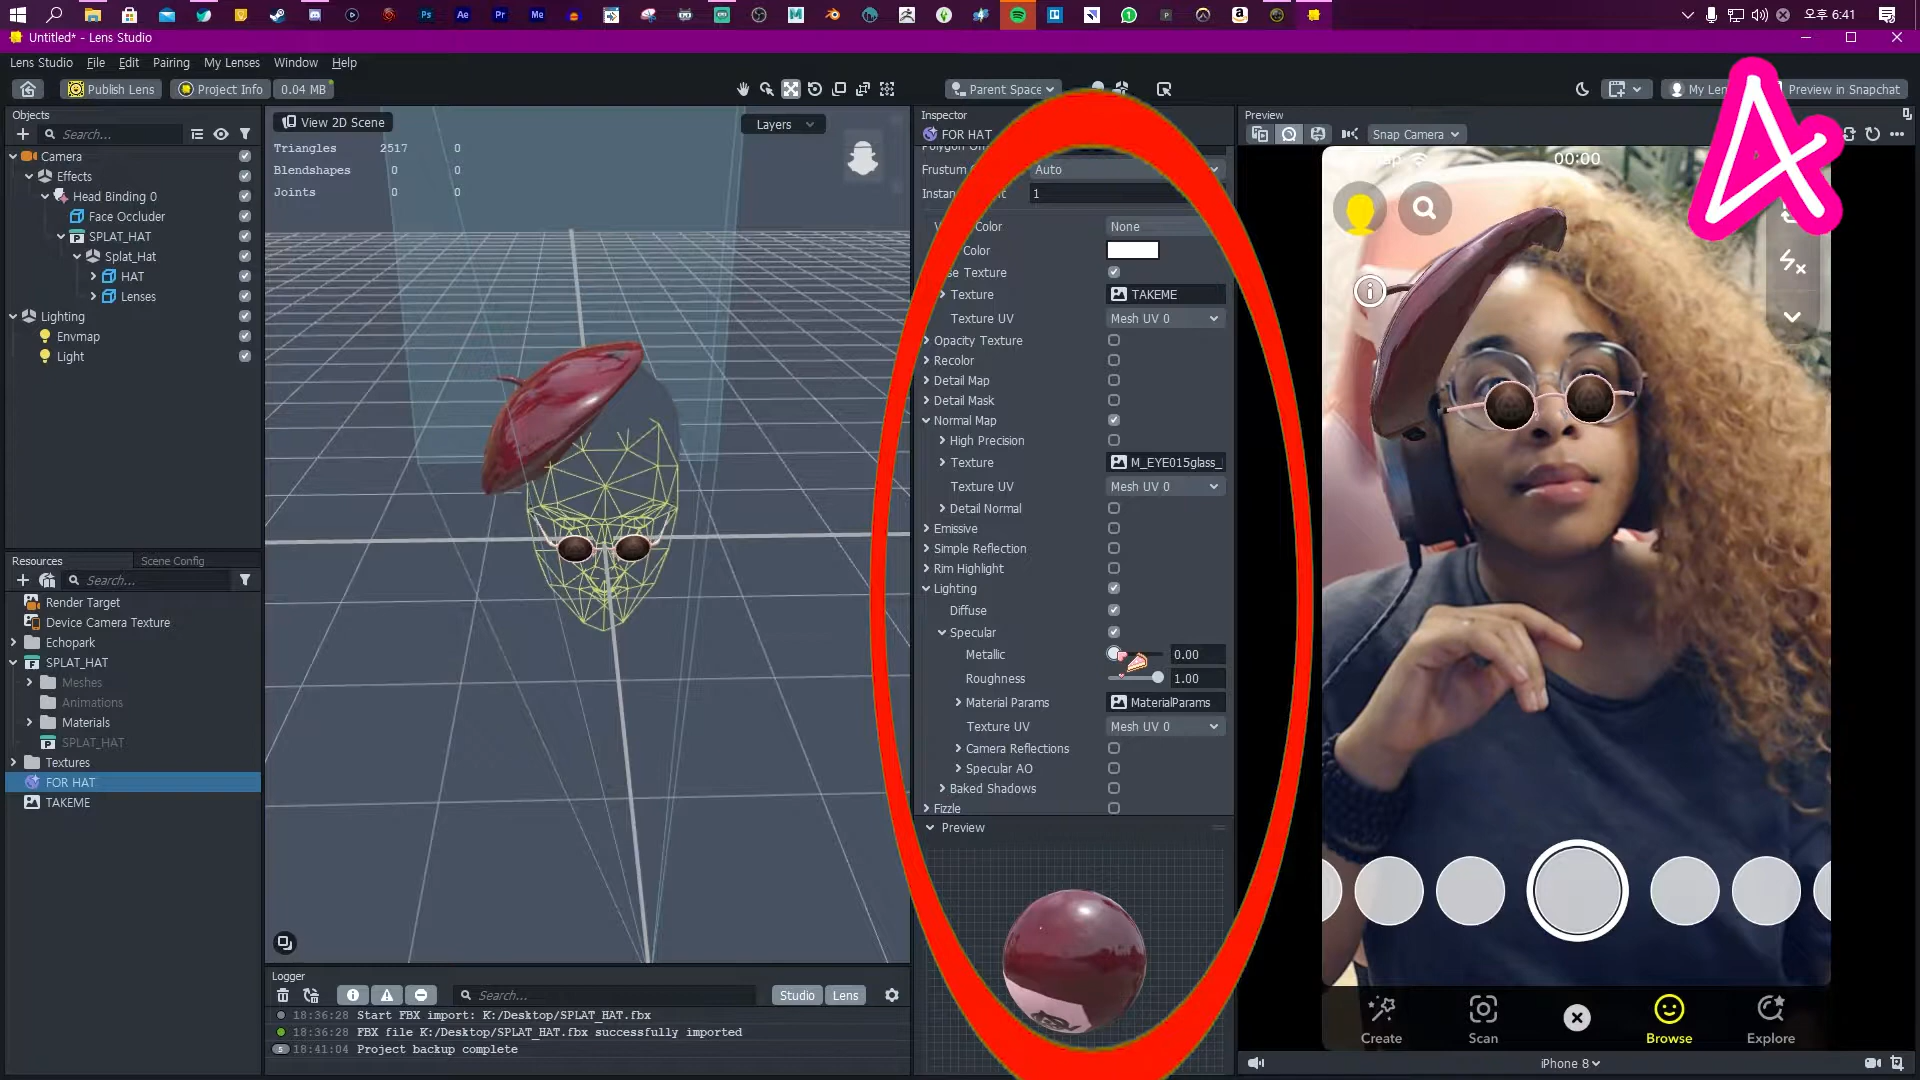 오후 6:41
Untitled* - Lens Studio
Lens Studio File Edit Pairing My Lenses Window Help
Publish Lens Project Info 0.04 MB Parent Space Preview in Snapchat
Objects
Search...
Camera
Effects
Head Binding 0
Face Occluder
SPLAT_HAT
Splat_Hat
HAT
Lenses
Lighting
Envmap
Light
Resources Scene Config
Search...
Render Target
Device Camera Texture
Echopark
SPLAT_HAT
Meshes
Animations
Materials
SPLAT_HAT
Textures
FOR HAT
TAKEME
View 2D Scene Layers
Triangles 2517 0
Blendshapes 0 0
Joints 0 0
Logger
Search... Studio Lens
18:36:28 Start FBX import: K:/Desktop/SPLAT_HAT.fbx
18:36:28 FBX file K:/Desktop/SPLAT_HAT.fbx successfully imported
18:41:04 Project backup complete
Inspector
FOR HAT
Frustum Auto
1
Color None
Color
Texture
Texture TAKEME
Texture UV Mesh UV 0
Opacity Texture
Recolor
Detail Map
Detail Mask
Normal Map
High Precision
Texture M_EYE015glass_
Texture UV Mesh UV 0
Detail Normal
Emissive
Simple Reflection
Rim Highlight
Lighting
Diffuse
Specular
Metallic 0.00
Roughness 1.00
Material Params MaterialParams
Texture UV Mesh UV 0
Camera Reflections
Specular AO
Baked Shadows
Fizzle
Preview
Preview
Snap Camera
00:00
Create Scan Browse Explore
iPhone 8